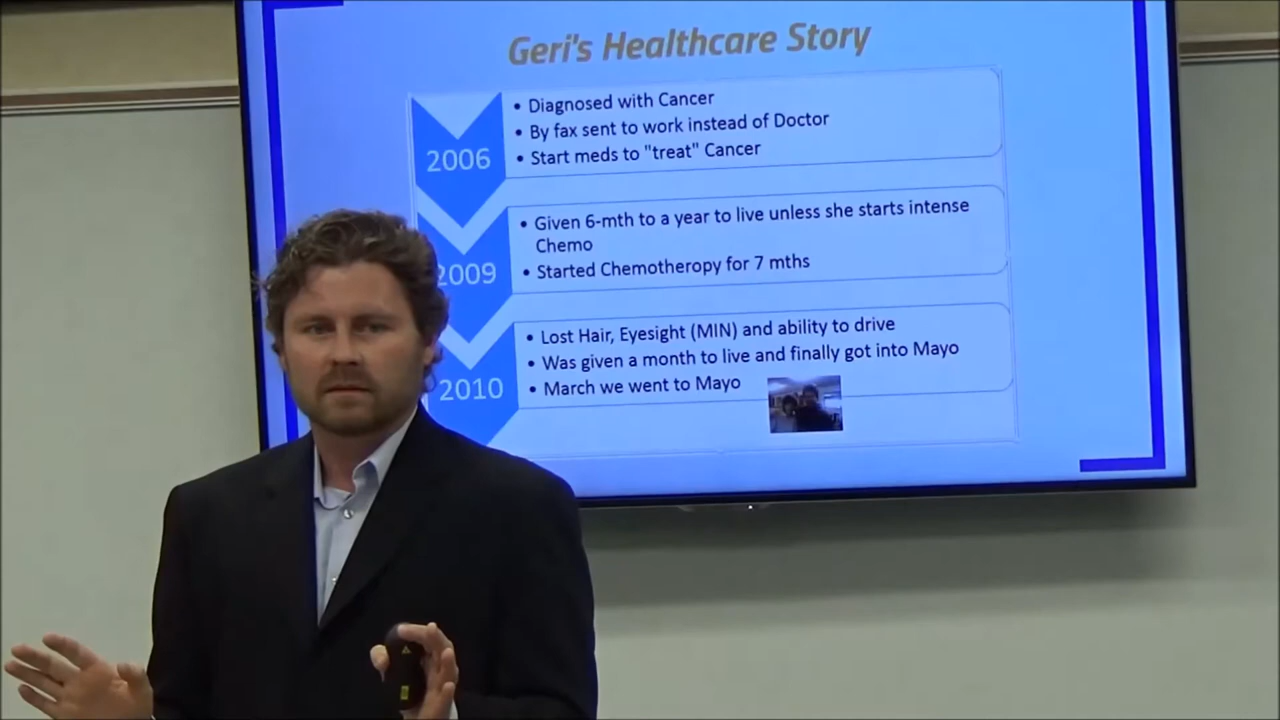 Geri's Healthcare Story
2006
• Diagnosed with Cancer
• By fax sent to work instead of Doctor
• Start meds to "treat" Cancer
2009
• Given 6-mth to a year to live unless she starts intense
Chemo
• Started Chemotheropy for 7 mths
2010
• Lost Hair, Eyesight (MIN) and ability to drive
• Was given a month to live and finally got into Mayo
• March we went to Mayo